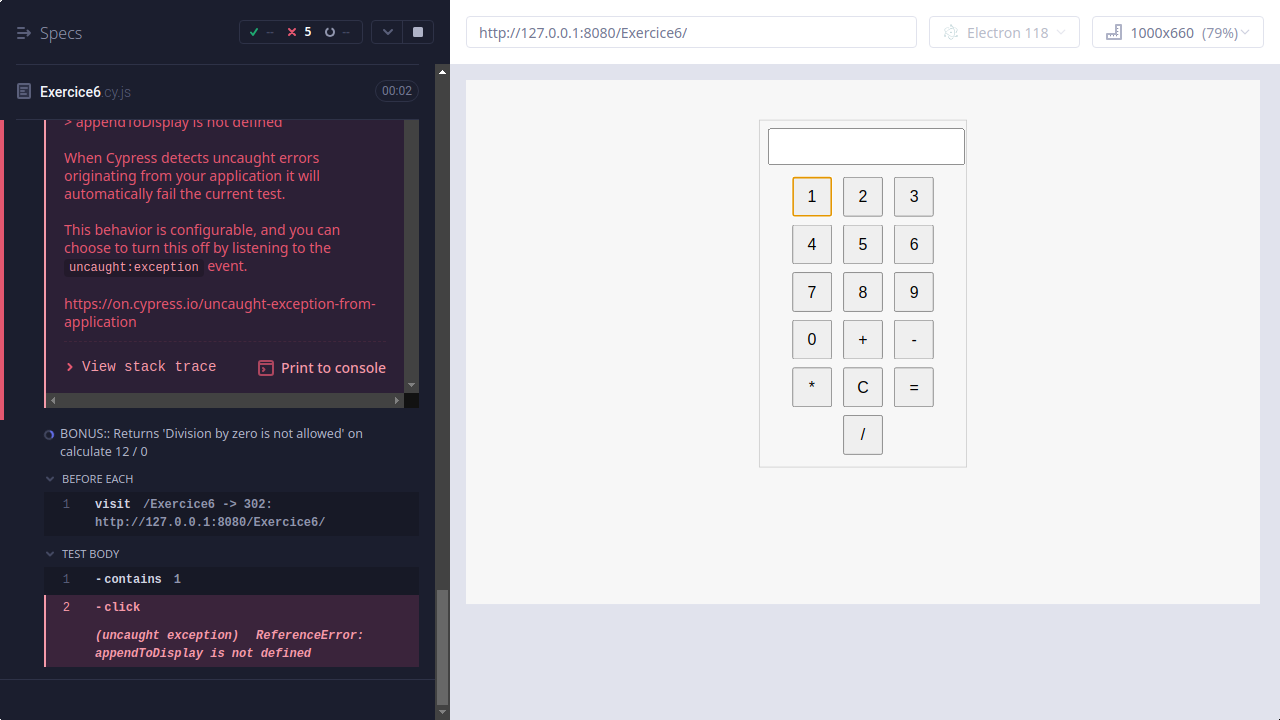 Specs
--
5
--
http://127.0.0.1:8080/Exercice6/
Electron 118
1000x660 (79%)
Exercice6.cy.js
00:02
> appendToDisplay is not defined
When Cypress detects uncaught errors
originating from your application it will
automatically fail the current test.
This behavior is configurable, and you can
choose to turn this off by listening to the
uncaught:exception event.
https://on.cypress.io/uncaught-exception-from-
application
View stack trace
Print to console
BONUS:: Returns 'Division by zero is not allowed' on
calculate 12 / 0
BEFORE EACH
1 visit /Exercice6 -> 302:
http://127.0.0.1:8080/Exercice6/
TEST BODY
1 -contains 1
2 -click
(uncaught exception) ReferenceError:
appendToDisplay is not defined
1 2 3
4 5 6
7 8 9
0 + -
* C =
/